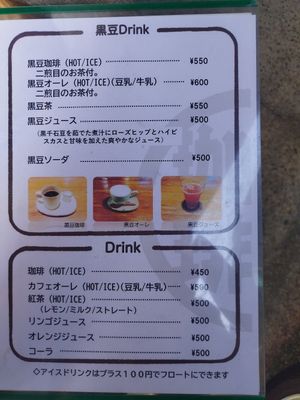 黒豆Drink
黒豆珈琲 (HOT/ICE) ¥550
二煎目のお茶付。
黒豆オーレ (HOT/ICE)(豆乳/牛乳) ¥600
二煎目のお茶付。
黒豆茶 ¥550
黒豆ジュース ¥500
(黒千石豆を茹でた煮汁にローズヒップとハイビ
スカスと甘味を加えた爽やかなジュース)
黒豆ソーダ ¥500
黒豆珈琲 黒豆オーレ 黒豆ジュース
Drink
珈琲 (HOT/ICE) ¥450
カフェオーレ (HOT/ICE)(豆乳/牛乳) ¥500
紅茶 (HOT/ICE) ¥500
(レモン/ミルク/ストレート)
リンゴジュース ¥500
オレンジジュース ¥500
コーラ ¥500
◇アイスドリンクはプラス100円でフロートにできます